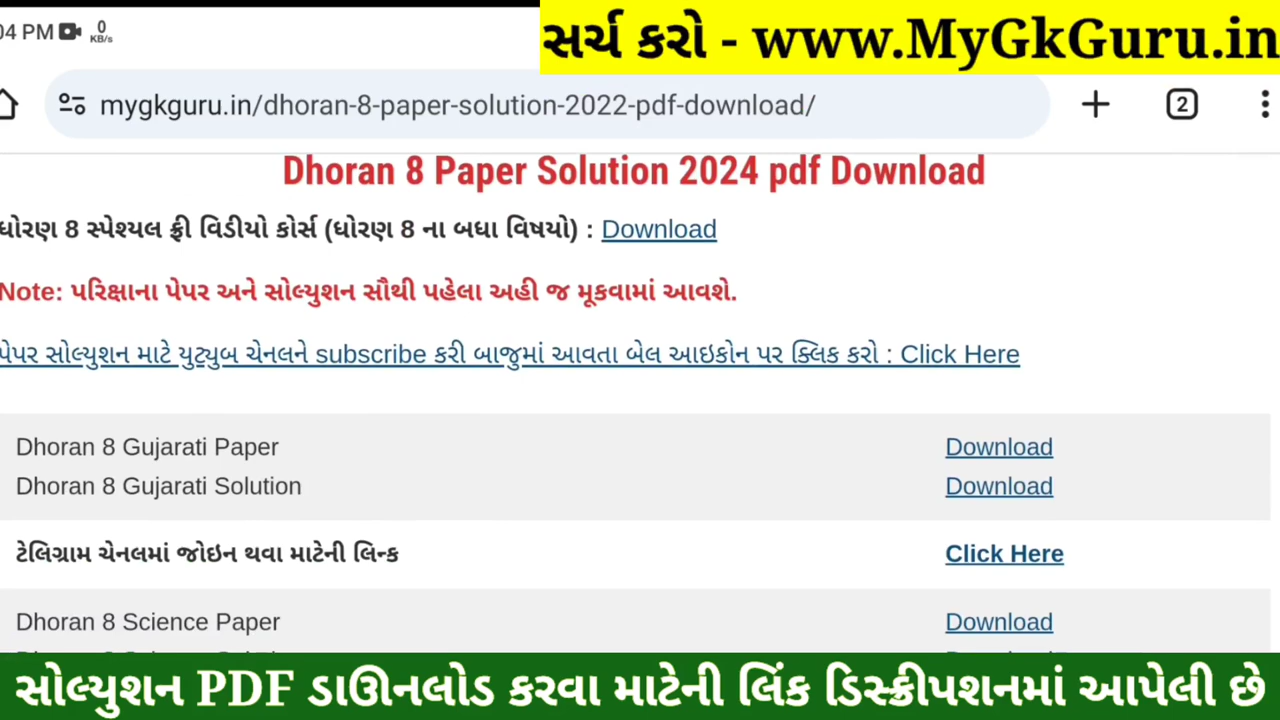 04 PM 0 KB/s
સર્ચ કરો - www.MyGkGuru.in
mygkguru.in/dhoran-8-paper-solution-2022-pdf-download/ 2
Dhoran 8 Paper Solution 2024 pdf Download
ધોરણ 8 સ્પેશ્યલ ફ્રી વિડીયો કોર્સ (ધોરણ 8 ના બધા વિષયો) : Download
Note: પરિક્ષાના પેપર અને સોલ્યુશન સૌથી પહેલા અહી જ મૂકવામાં આવશે.
પેપર સોલ્યુશન માટે યુટ્યુબ ચેનલને subscribe કરી બાજુમાં આવતા બેલ આઇકોન પર ક્લિક કરો : Click Here
Dhoran 8 Gujarati Paper Download
Dhoran 8 Gujarati Solution Download
ટેલિગ્રામ ચેનલમાં જોઇન થવા માટેની લિન્ક Click Here
Dhoran 8 Science Paper Download
સોલ્યુશન PDF ડાઊનલોડ કરવા માટેની લિંક ડિસ્ક્રીપશનમાં આપેલી છે